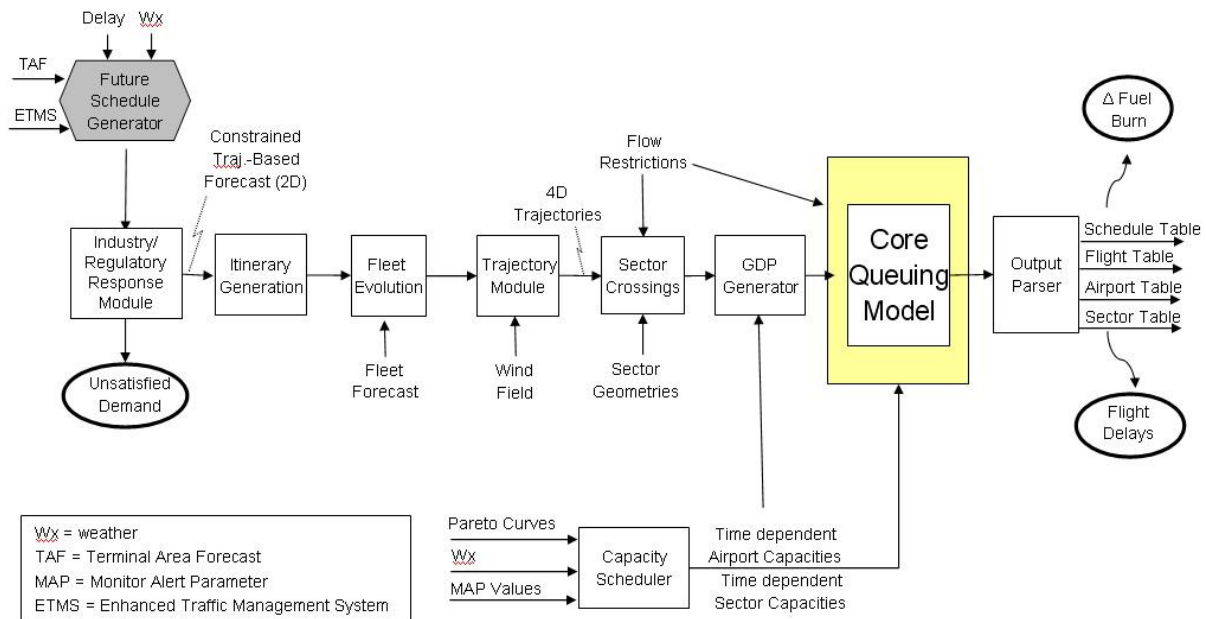 Delay
Wx
TAF
ETMS
Future
Schedule
Generator
Constrained
Traj.-Based
Forecast (2D)
Industry/
Regulatory
Response
Module
Unsatisfied
Demand
Itinerary
Generation
Fleet
Evolution
Fleet
Forecast
Trajectory
Module
Wind
Field
4D
Trajectories
Flow
Restrictions
Sector
Crossings
Sector
Geometries
GDP
Generator
Core
Queuing
Model
Output
Parser
Δ Fuel
Burn
Schedule Table
Flight Table
Airport Table
Sector Table
Flight
Delays
Pareto Curves
Wx
MAP Values
Capacity
Scheduler
Time dependent
Airport Capacities
Time dependent
Sector Capacities
Wx = weather
TAF = Terminal Area Forecast
MAP = Monitor Alert Parameter
ETMS = Enhanced Traffic Management System